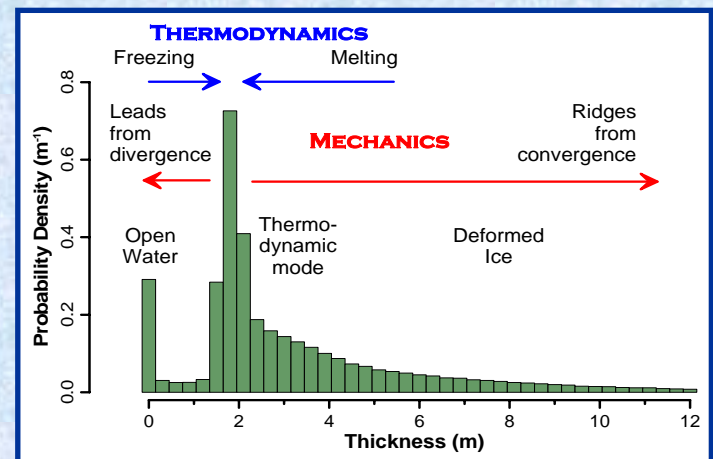 THERMODYNAMICS
Freezing
Melting
Leads
from
divergence
MECHANICS
Ridges
from
convergence
Open
Water
Thermo-
dynamic
mode
Deformed
Ice
Probability Density (m⁻¹)
0.8
0.6
0.4
0.2
0.0
0 2 4 6 8 10 12
Thickness (m)